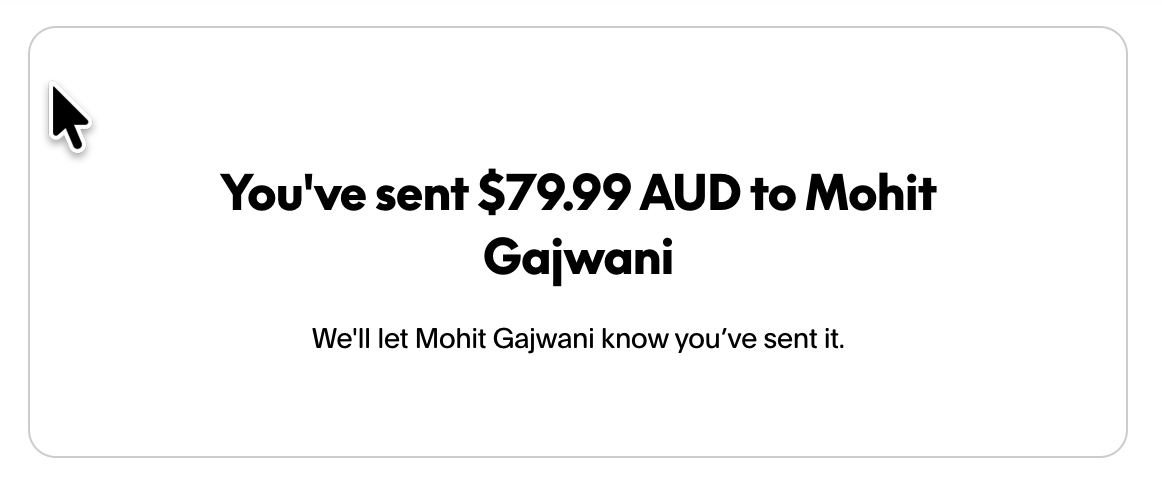 You've sent $79.99 AUD to Mohit
Gajwani
We'll let Mohit Gajwani know you’ve sent it.